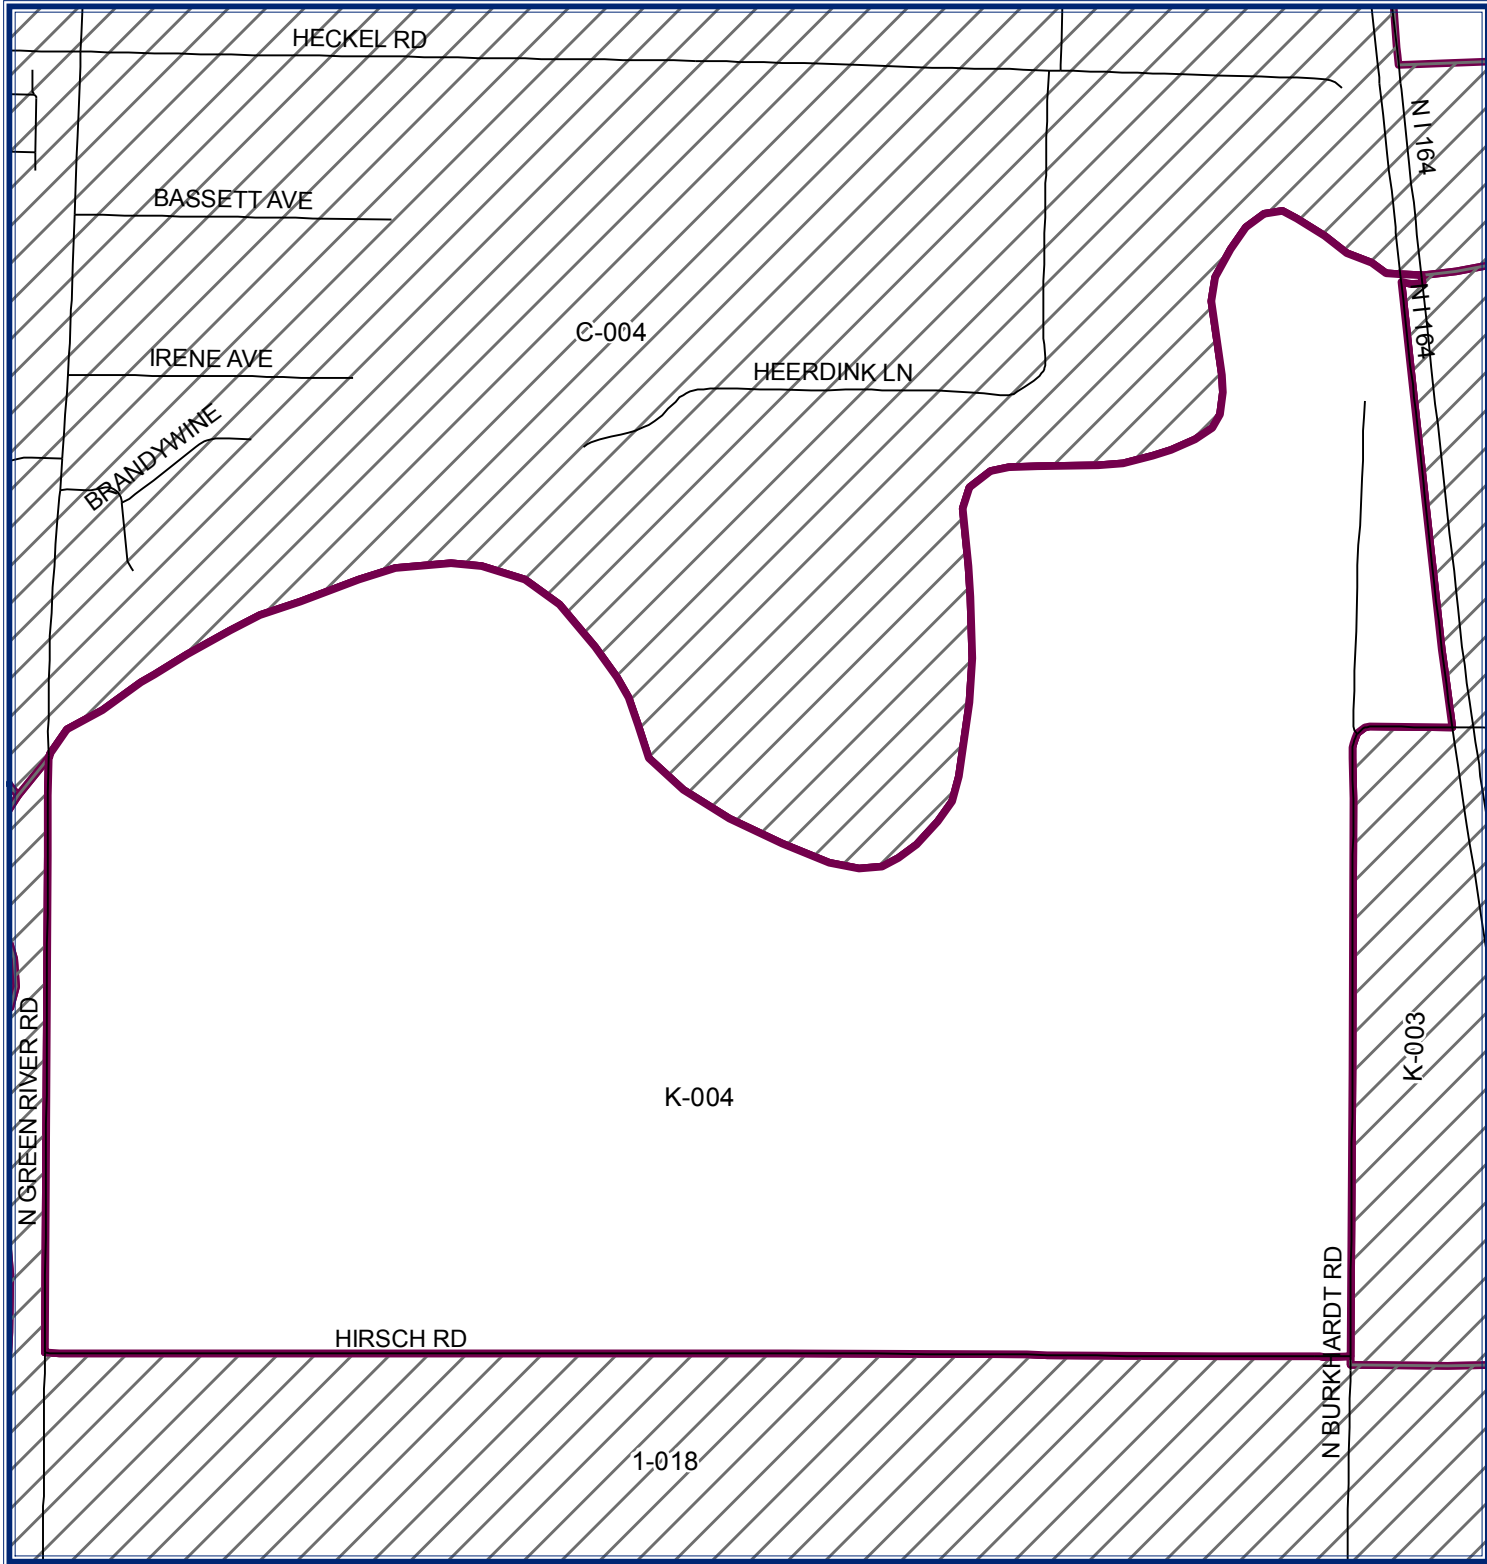 HECKEL RD
N I 164
BASSETT AVE
N I 164
C-004
IRENE AVE
HEERDINK LN
BRANDYWINE
N GREEN RIVER RD
K-003
K-004
HIRSCH RD
N BURKHARDT RD
1-018